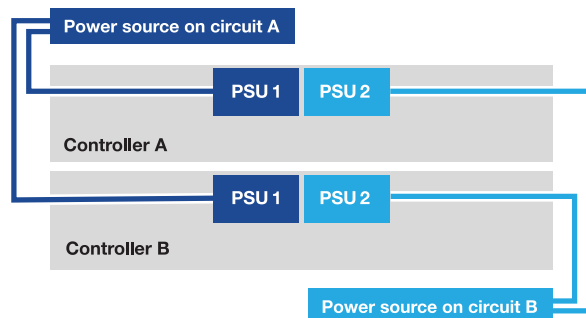 Power source on circuit A
PSU 1 PSU 2
Controller A
PSU 1 PSU 2
Controller B
Power source on circuit B